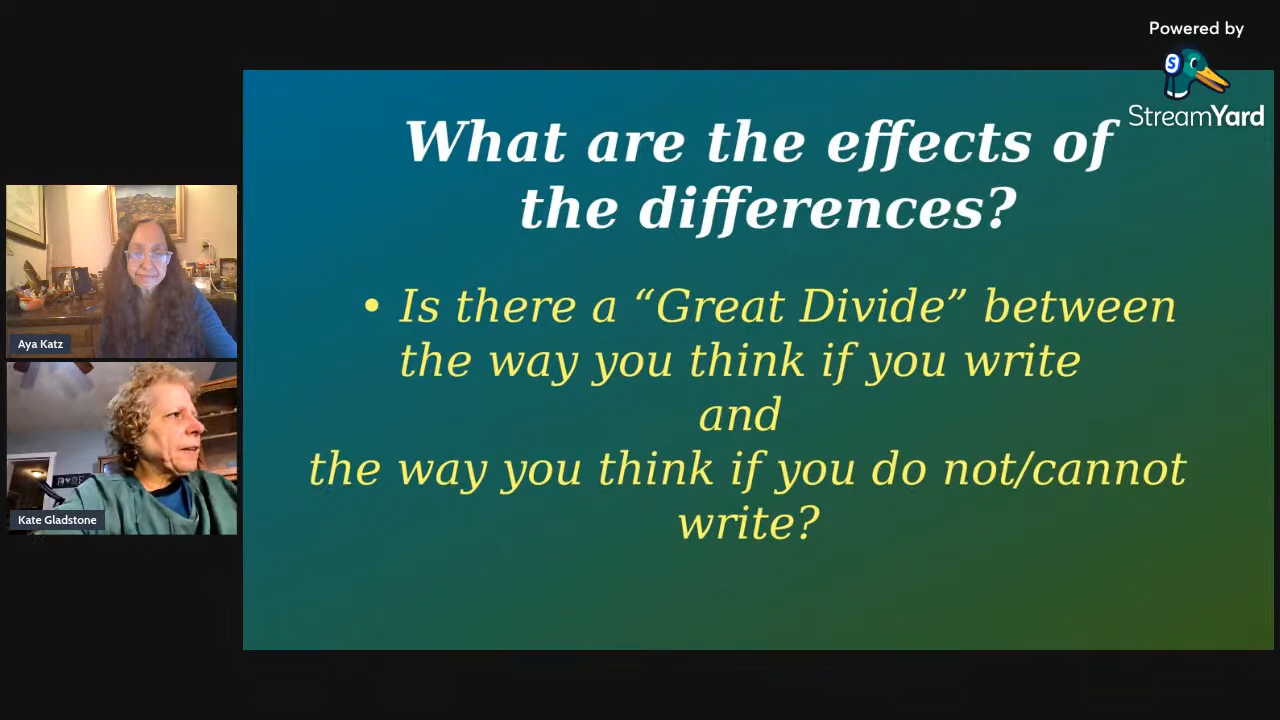 Powered by
StreamYard
What are the effects of
the differences?
• Is there a “Great Divide” between
the way you think if you write
and
the way you think if you do not/cannot
write?
Aya Katz
Kate Gladstone